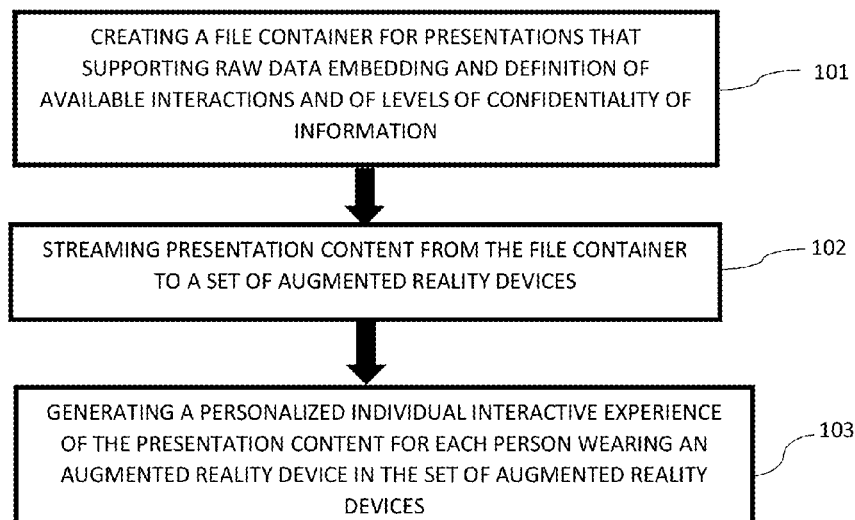 CREATING A FILE CONTAINER FOR PRESENTATIONS THAT
SUPPORTING RAW DATA EMBEDDING AND DEFINITION OF
AVAILABLE INTERACTIONS AND OF LEVELS OF CONFIDENTIALITY OF
INFORMATION
101
STREAMING PRESENTATION CONTENT FROM THE FILE CONTAINER
TO A SET OF AUGMENTED REALITY DEVICES
102
GENERATING A PERSONALIZED INDIVIDUAL INTERACTIVE EXPERIENCE
OF THE PRESENTATION CONTENT FOR EACH PERSON WEARING AN
AUGMENTED REALITY DEVICE IN THE SET OF AUGMENTED REALITY
DEVICES
103